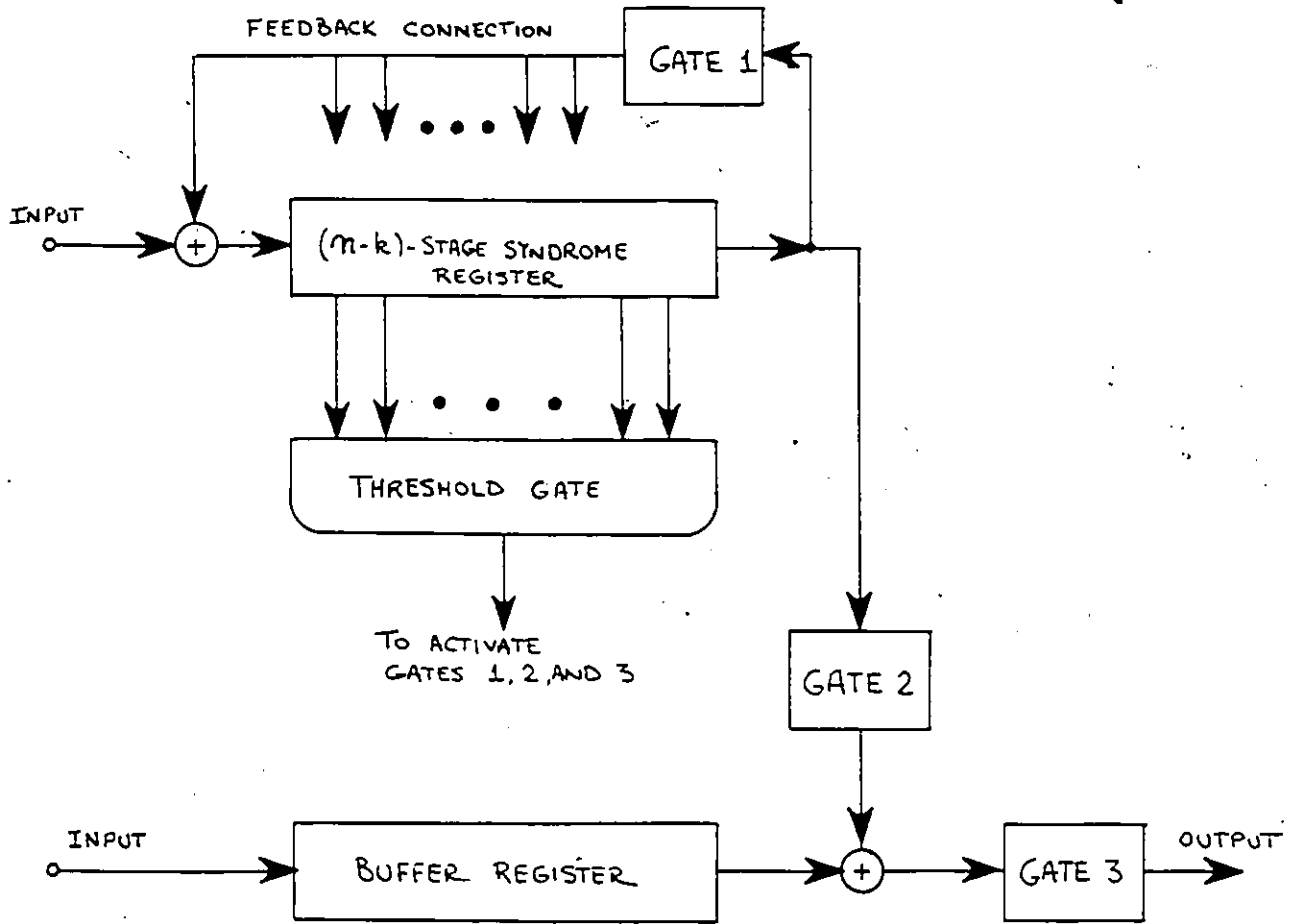 FEEDBACK CONNECTION
GATE 1
INPUT
(n-k)-STAGE SYNDROME
REGISTER
THRESHOLD GATE
TO ACTIVATE
GATES 1, 2, AND 3
GATE 2
INPUT
BUFFER REGISTER
GATE 3
OUTPUT